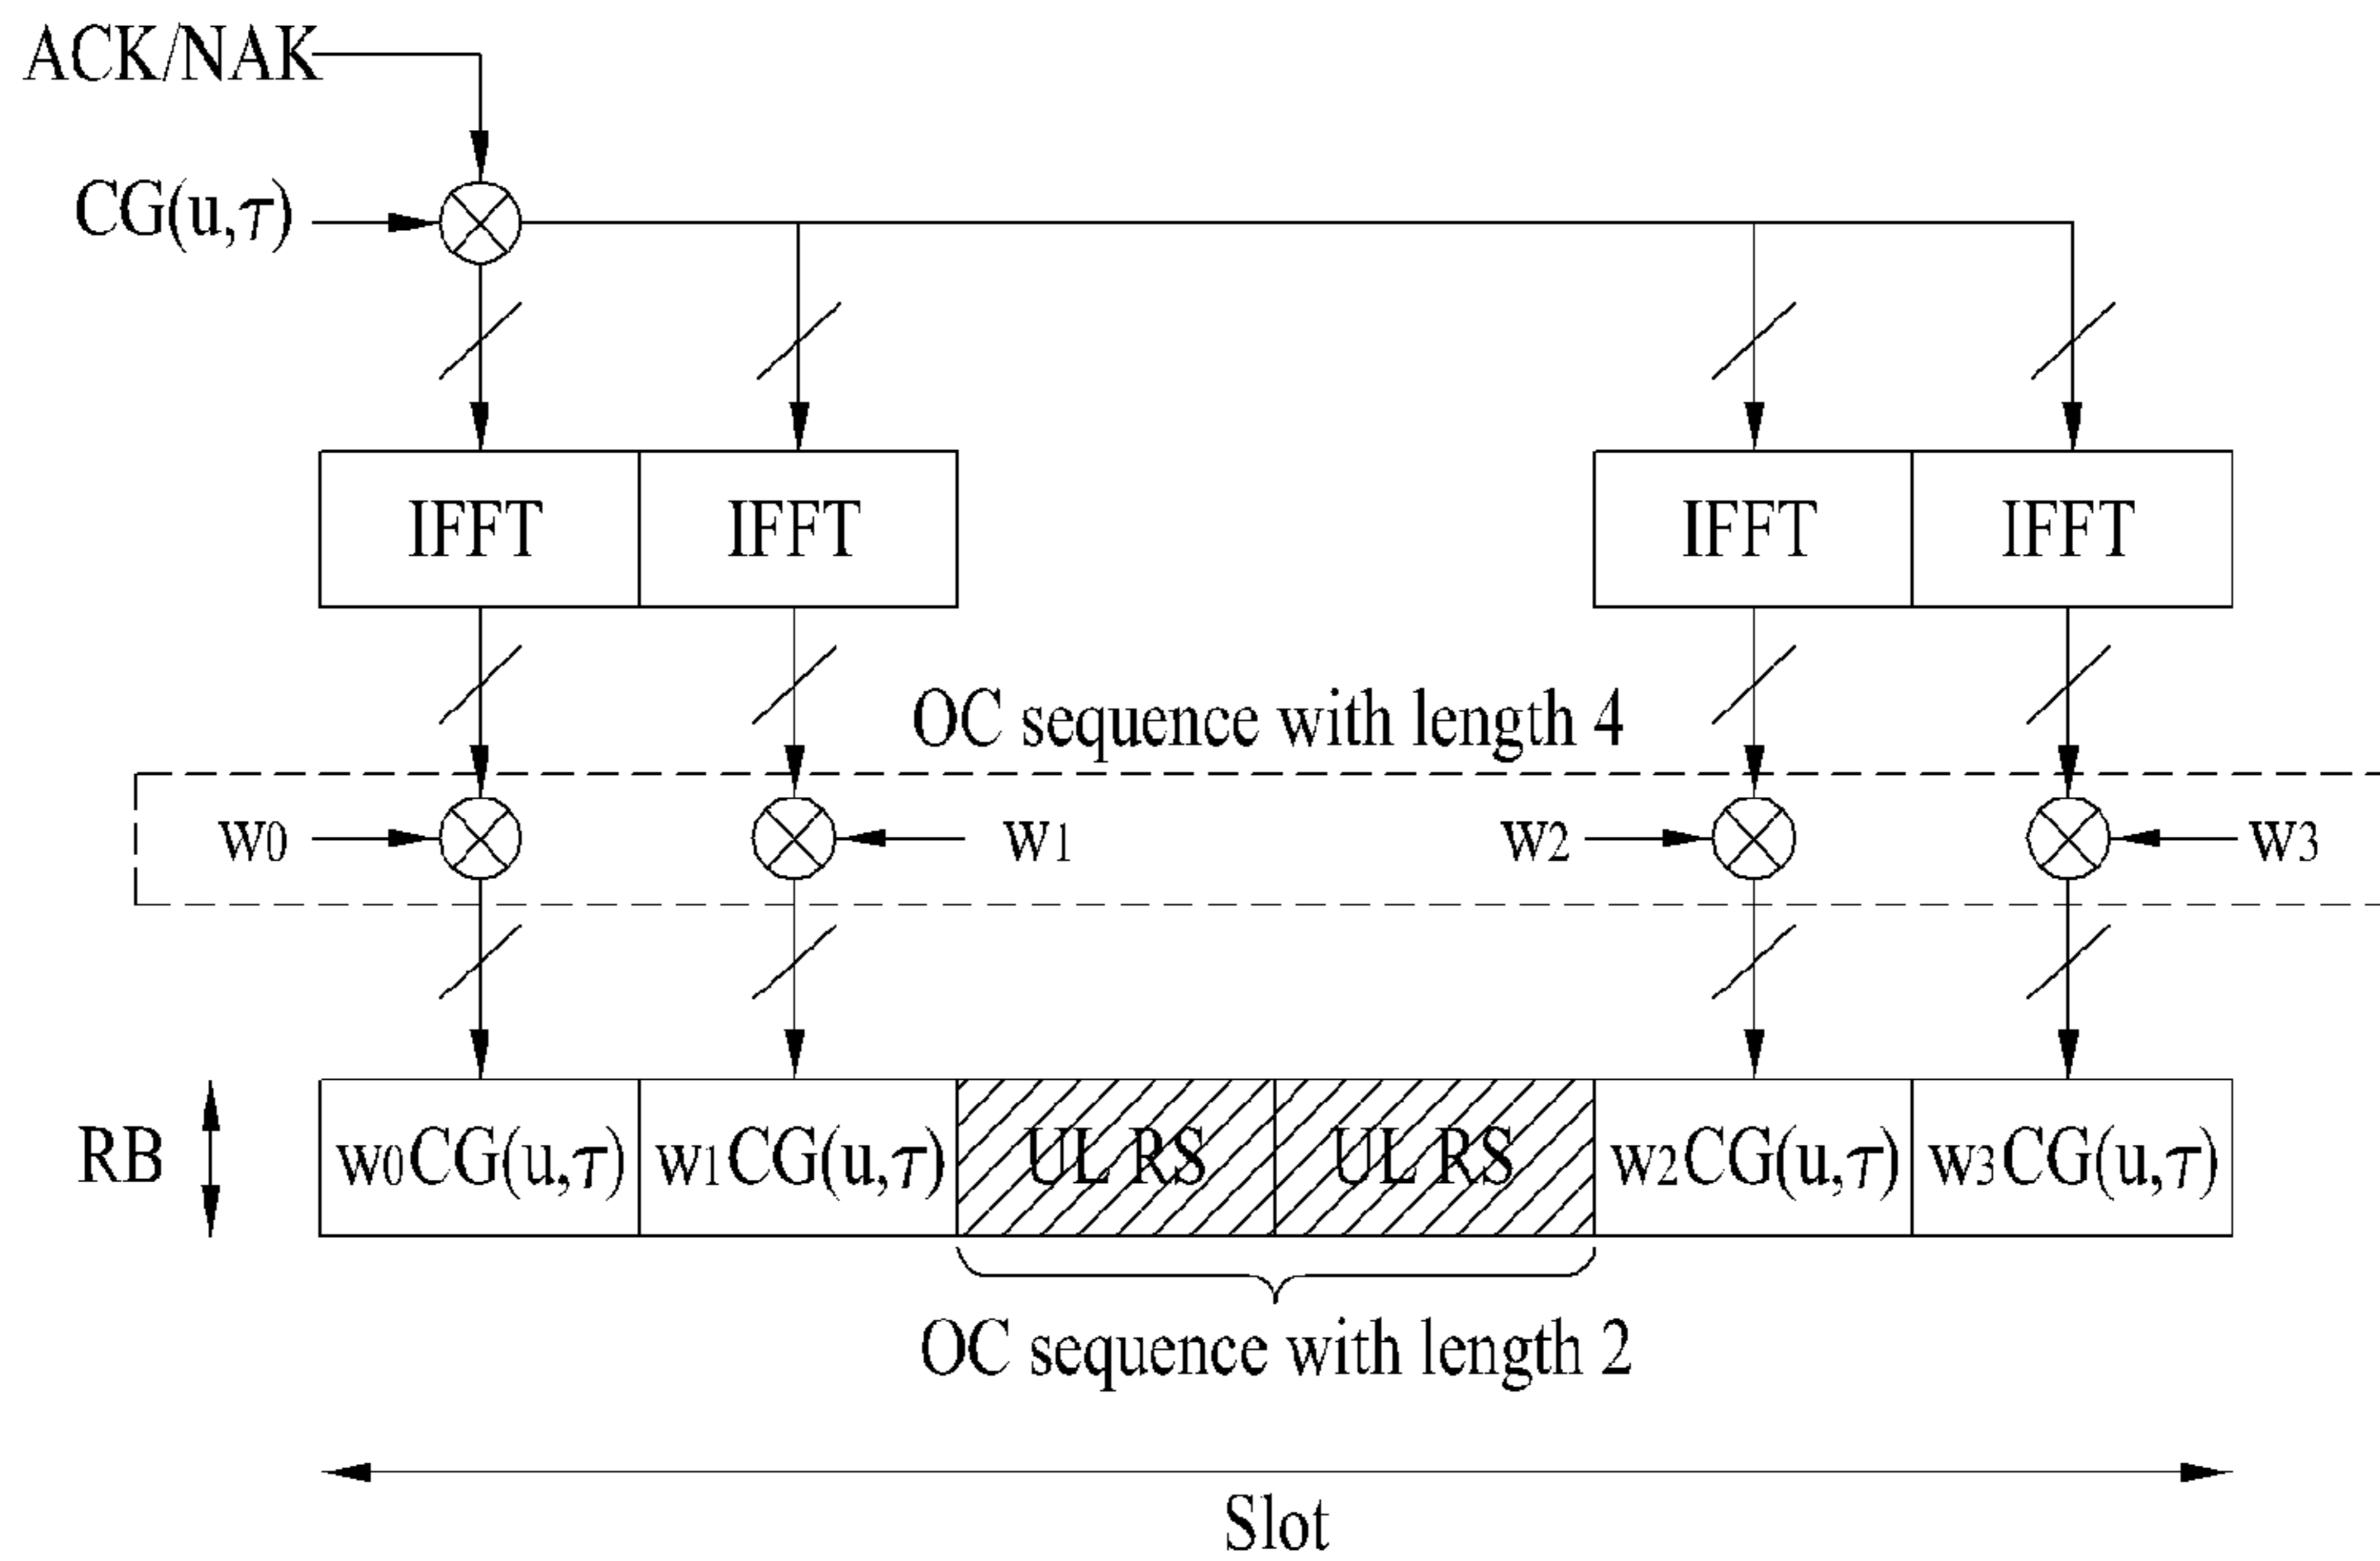 ACK/NAK
CG(u,τ)
IFFT IFFT IFFT IFFT
OC sequence with length 4
w0 w1 w2 w3
RB w0CG(u,τ) w1CG(u,τ) UL RS UL RS w2CG(u,τ) w3CG(u,τ)
OC sequence with length 2
Slot